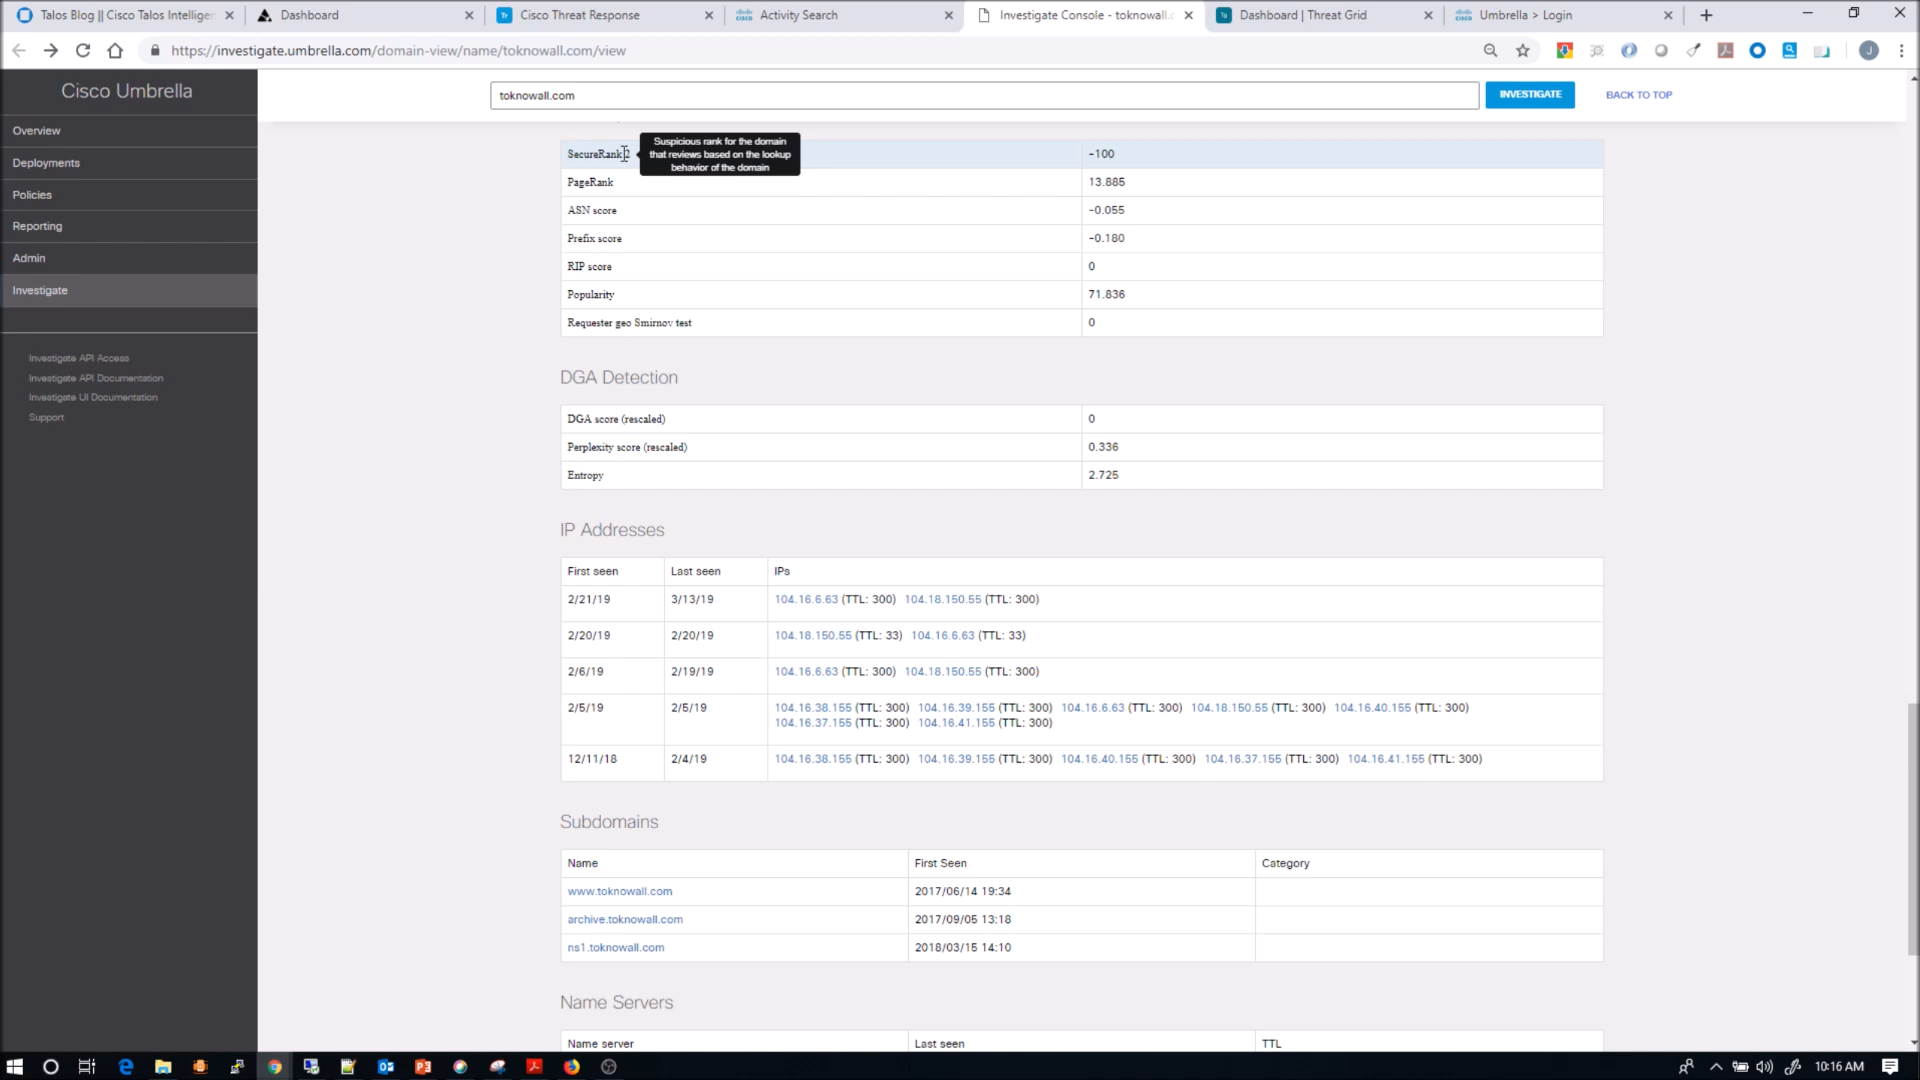 Talos Blog || Cisco Talos Intelligen
Dashboard
Cisco Threat Response
Activity Search
Investigate Console - toknowall.c
Dashboard | Threat Grid
Umbrella > Login
https://investigate.umbrella.com/domain-view/name/toknowall.com/view
J
Cisco Umbrella
Overview
Deployments
Policies
Reporting
Admin
Investigate
Investigate API Access
Investigate API Documentation
Investigate UI Documentation
Support
toknowall.com
INVESTIGATE
BACK TO TOP
SecureRank 2
-100
Suspicious rank for the domain
that reviews based on the lookup
behavior of the domain
PageRank
13.885
ASN score
-0.055
Prefix score
-0.180
RIP score
0
Popularity
71.836
Requester geo Smirnov test
0
DGA Detection
DGA score (rescaled)
0
Perplexity score (rescaled)
0.336
Entropy
2.725
IP Addresses
First seen
Last seen
IPs
2/21/19
3/13/19
104.16.6.63 (TTL: 300) 104.18.150.55 (TTL: 300)
2/20/19
2/20/19
104.18.150.55 (TTL: 33) 104.16.6.63 (TTL: 33)
2/6/19
2/19/19
104.16.6.63 (TTL: 300) 104.18.150.55 (TTL: 300)
2/5/19
2/5/19
104.16.38.155 (TTL: 300) 104.16.39.155 (TTL: 300) 104.16.6.63 (TTL: 300) 104.18.150.55 (TTL: 300) 104.16.40.155 (TTL: 300)
104.16.37.155 (TTL: 300) 104.16.41.155 (TTL: 300)
12/11/18
2/4/19
104.16.38.155 (TTL: 300) 104.16.39.155 (TTL: 300) 104.16.40.155 (TTL: 300) 104.16.37.155 (TTL: 300) 104.16.41.155 (TTL: 300)
Subdomains
Name
First Seen
Category
www.toknowall.com
2017/06/14 19:34
archive.toknowall.com
2017/09/05 13:18
ns1.toknowall.com
2018/03/15 14:10
Name Servers
Name server
Last seen
TTL
10:16 AM